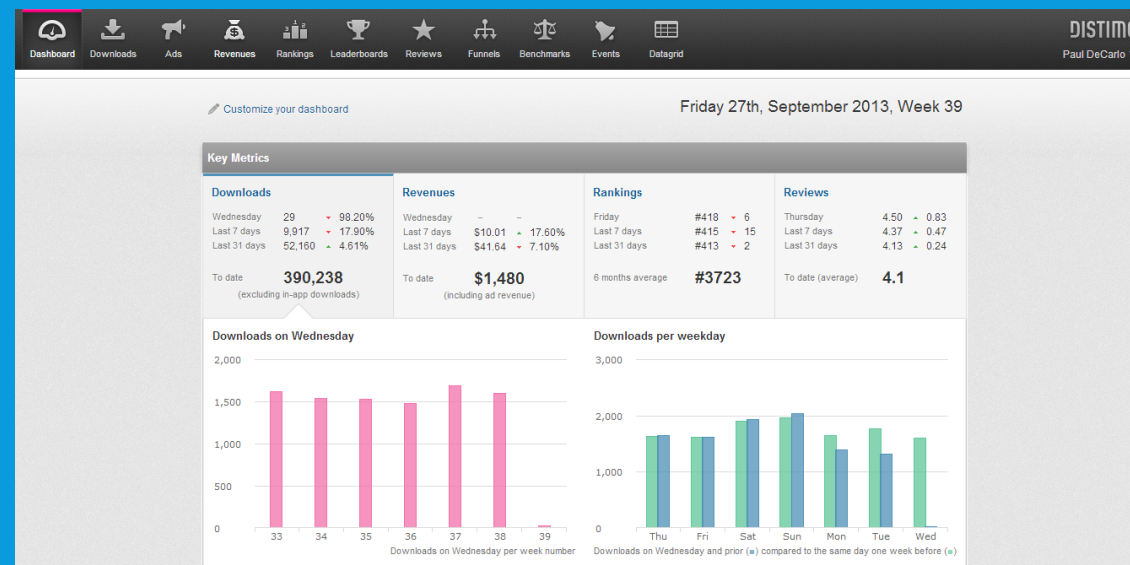 Dashboard Downloads Ads Revenues Rankings Leaderboards Reviews Funnels Benchmarks Events Datagrid
Paul DeCarlo
Customize your dashboard
Friday 27th, September 2013, Week 39
Key Metrics
Downloads
Wednesday 29 98.20%
Last 7 days 9,917 17.90%
Last 31 days 52,160 4.61%
To date 390,238
(excluding in-app downloads)
Revenues
Wednesday – –
Last 7 days $10.01 17.60%
Last 31 days $41.64 7.10%
To date $1,480
(including ad revenue)
Rankings
Friday #418 6
Last 7 days #415 15
Last 31 days #413 2
6 months average #3723
Reviews
Thursday 4.50 0.83
Last 7 days 4.37 0.47
Last 31 days 4.13 0.24
To date (average) 4.1
Downloads on Wednesday
2,000
1,500
1,000
500
0
33 34 35 36 37 38 39
Downloads on Wednesday per week number
Downloads per weekday
3,000
2,000
1,000
0
Thu Fri Sat Sun Mon Tue Wed
Downloads on Wednesday and prior ( ) compared to the same day one week before ( )